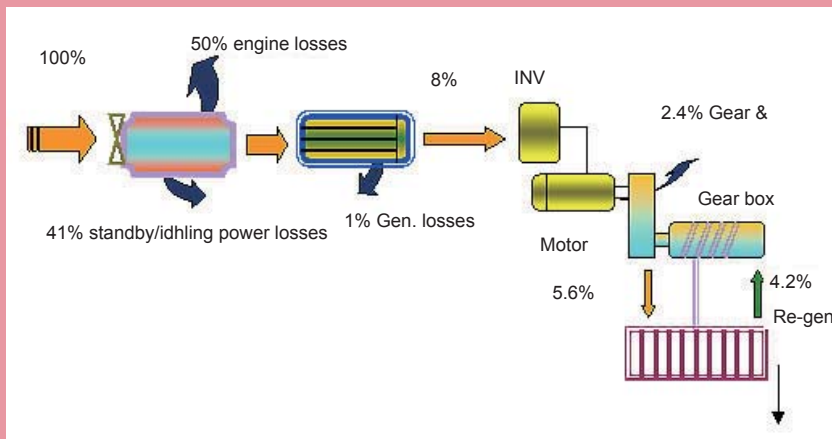 50% engine losses
100%
8%
INV
2.4% Gear &
41% standby/idhling power losses
1% Gen. losses
Gear box
Motor
5.6%
4.2%
Re-gen